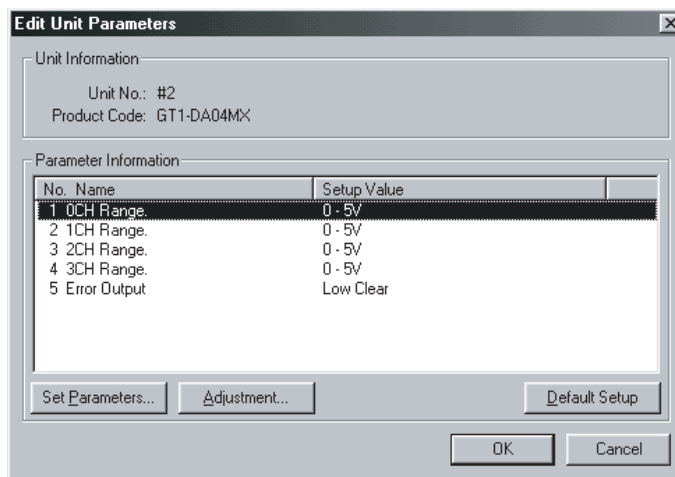 Edit Unit Parameters
Unit Information
Unit No.: #2
Product Code: GT1-DA04MX
Parameter Information
No. Name Setup Value
1 0CH Range. 0 - 5V
2 1CH Range. 0 - 5V
3 2CH Range. 0 - 5V
4 3CH Range. 0 - 5V
5 Error Output Low Clear
Set Parameters... Adjustment... Default Setup
OK Cancel